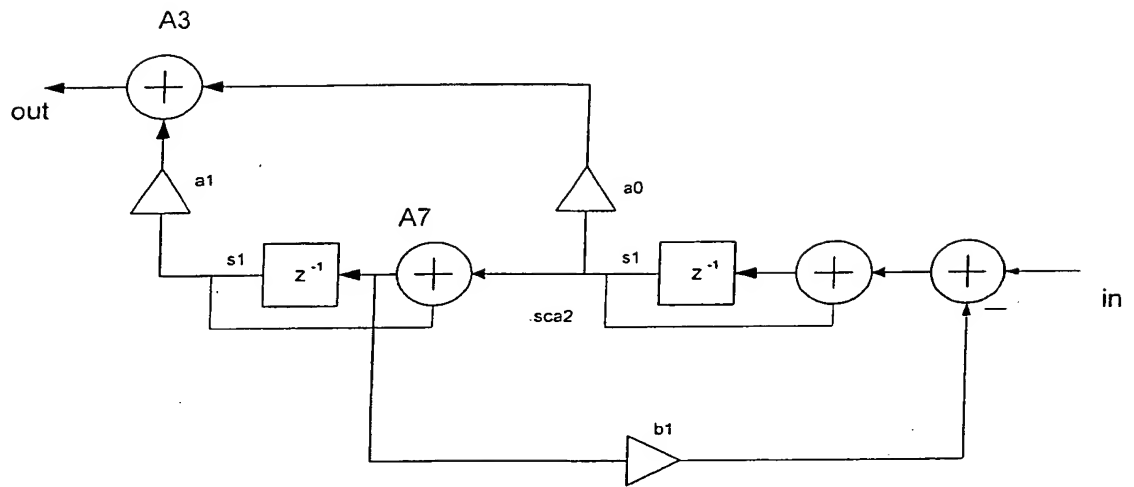 A3
out
a1
a0
A7
s1
z⁻¹
+
s1
z⁻¹
+
+
+
in
.sca2
—
b1